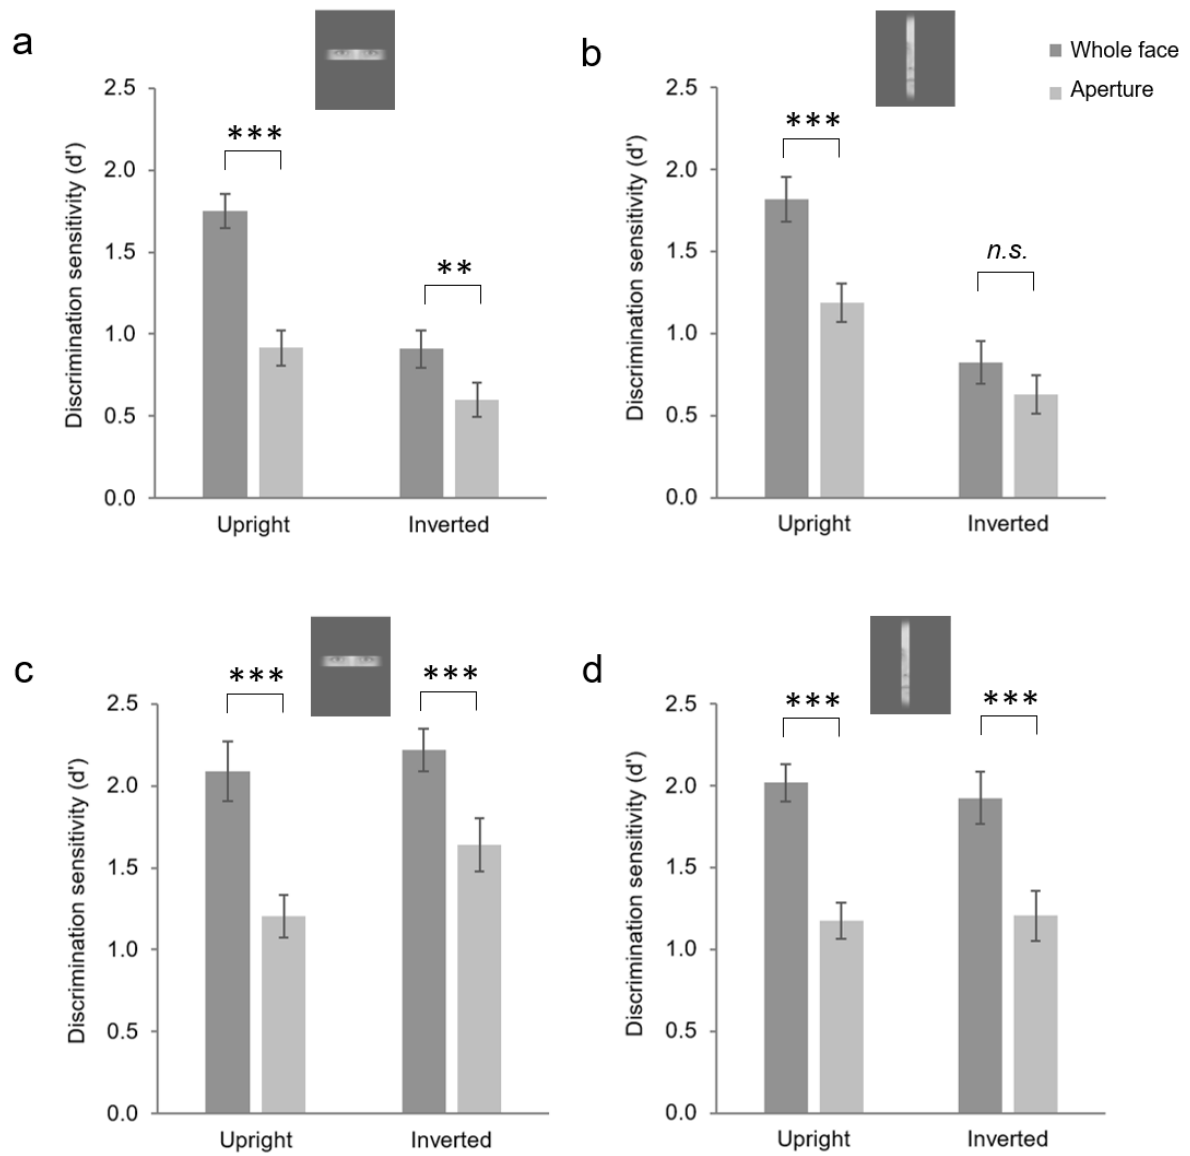 a
b
Whole face
Aperture
Discrimination sensitivity (d')
2.5
2.0
1.5
1.0
0.5
0.0
***
**
Upright
Inverted
Discrimination sensitivity (d')
2.5
2.0
1.5
1.0
0.5
0.0
***
n.s.
Upright
Inverted
c
Discrimination sensitivity (d')
2.5
2.0
1.5
1.0
0.5
0.0
***
***
Upright
Inverted
d
Discrimination sensitivity (d')
2.5
2.0
1.5
1.0
0.5
0.0
***
***
Upright
Inverted